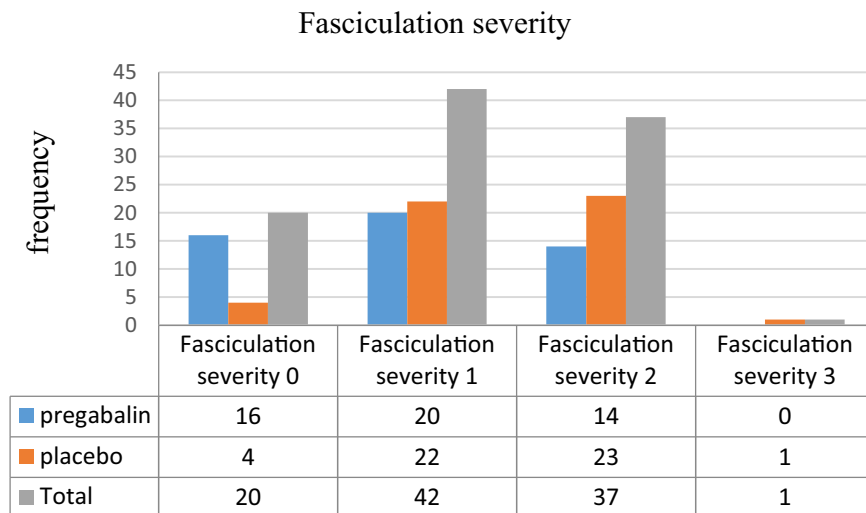 Fasciculation severity
frequency
45
40
35
30
25
20
15
10
5
0
Fasciculation severity 0
Fasciculation severity 1
Fasciculation severity 2
Fasciculation severity 3
pregabalin 16 20 14 0
placebo 4 22 23 1
Total 20 42 37 1